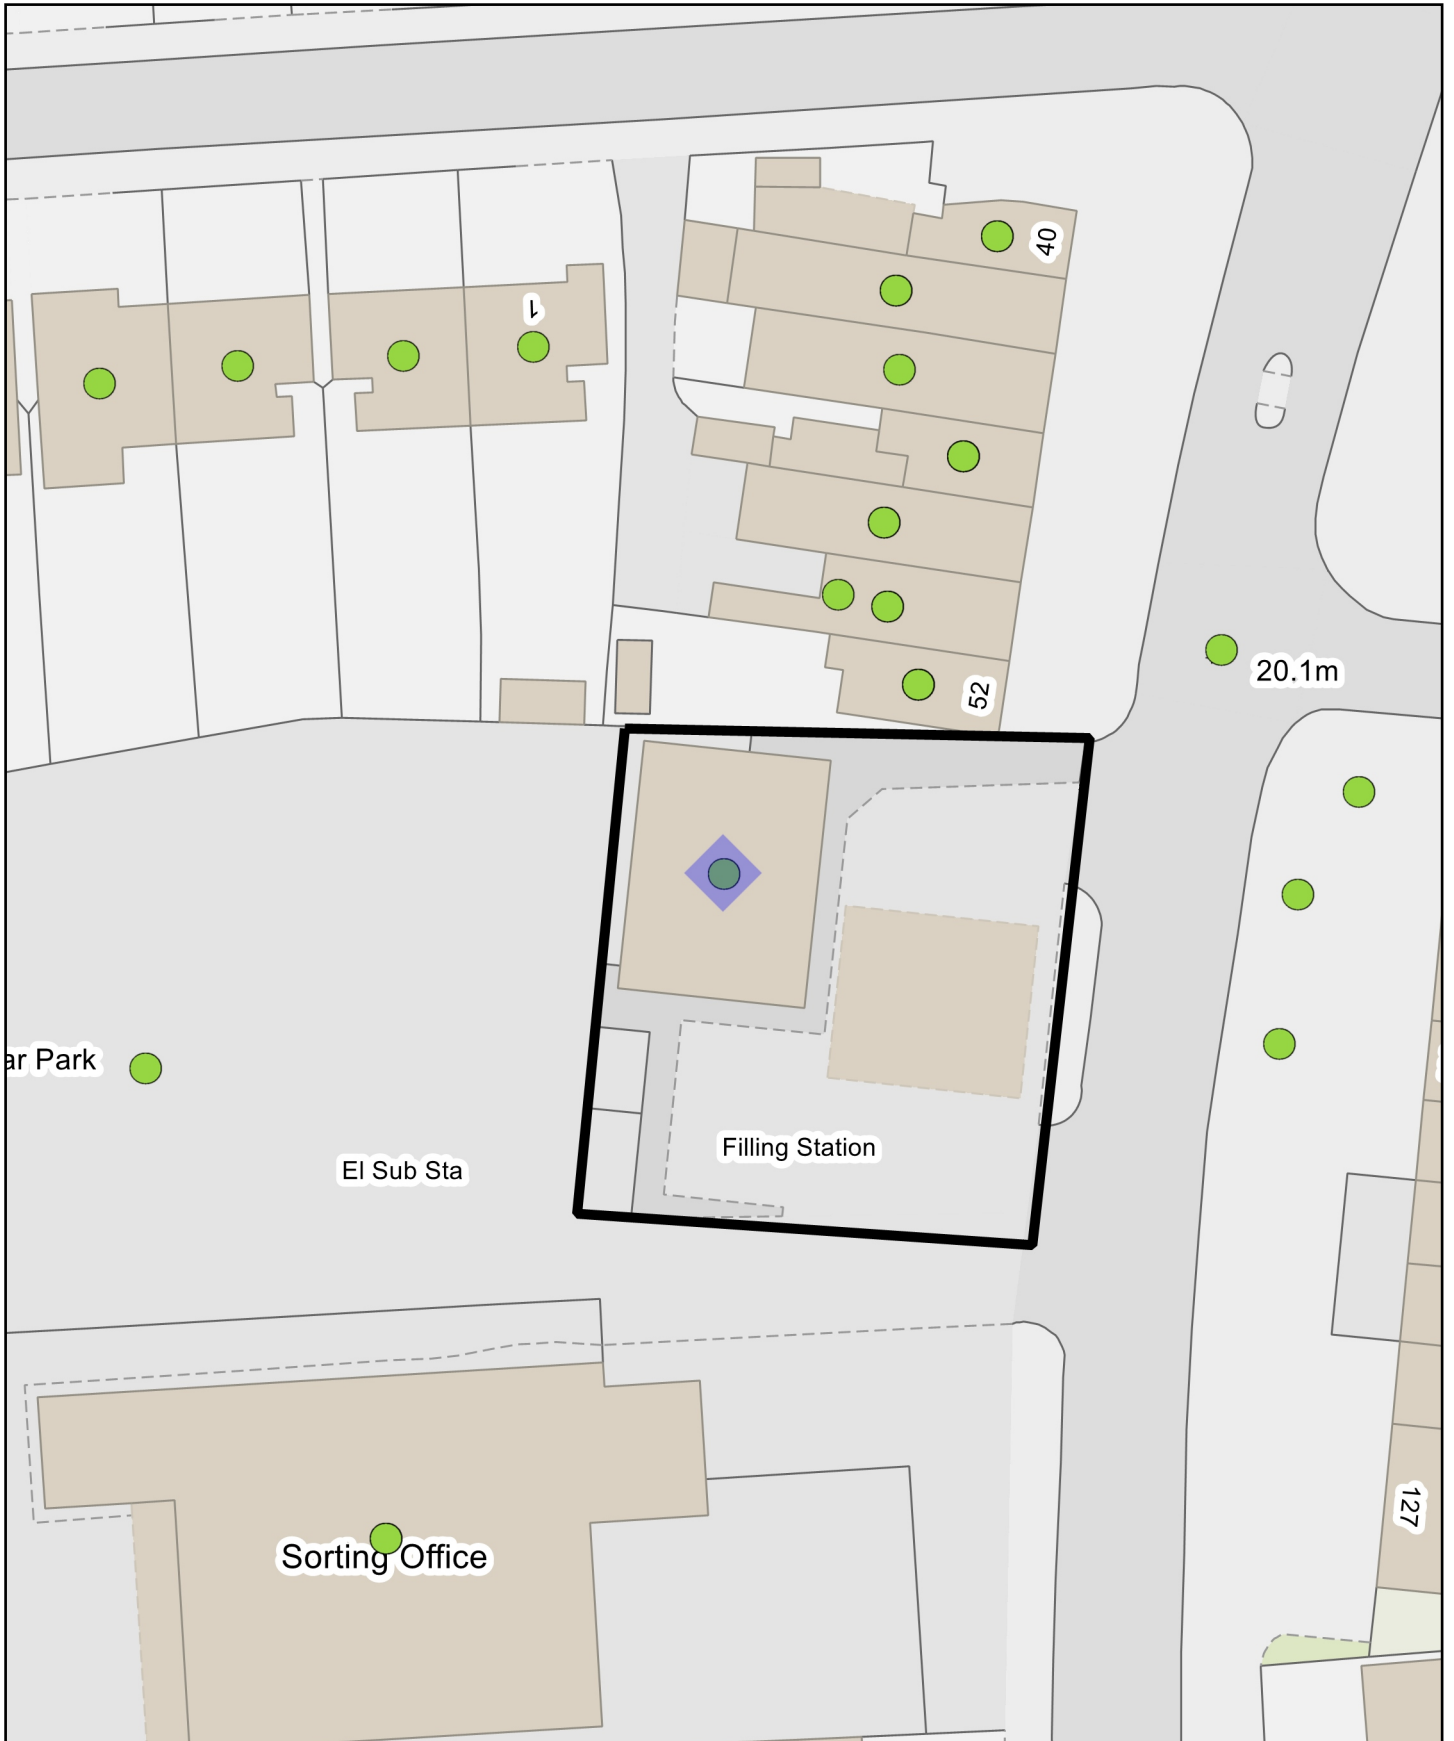 40
1
52
20.1m
ar Park
El Sub Sta
Filling Station
127
Sorting Office